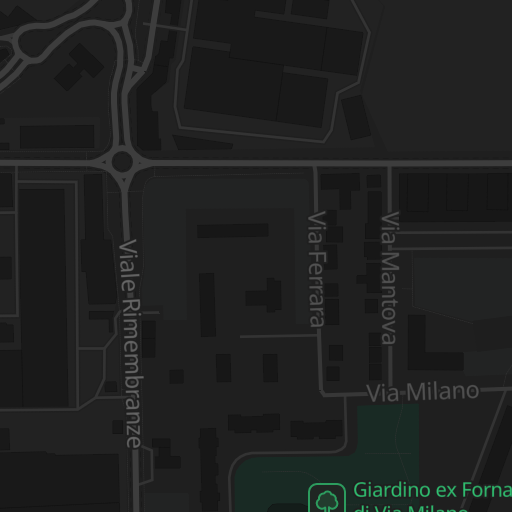 Via Ferrara
Via Mantova
Viale Rimembranze
Via Milano
Giardino ex Forna
di Via Milano